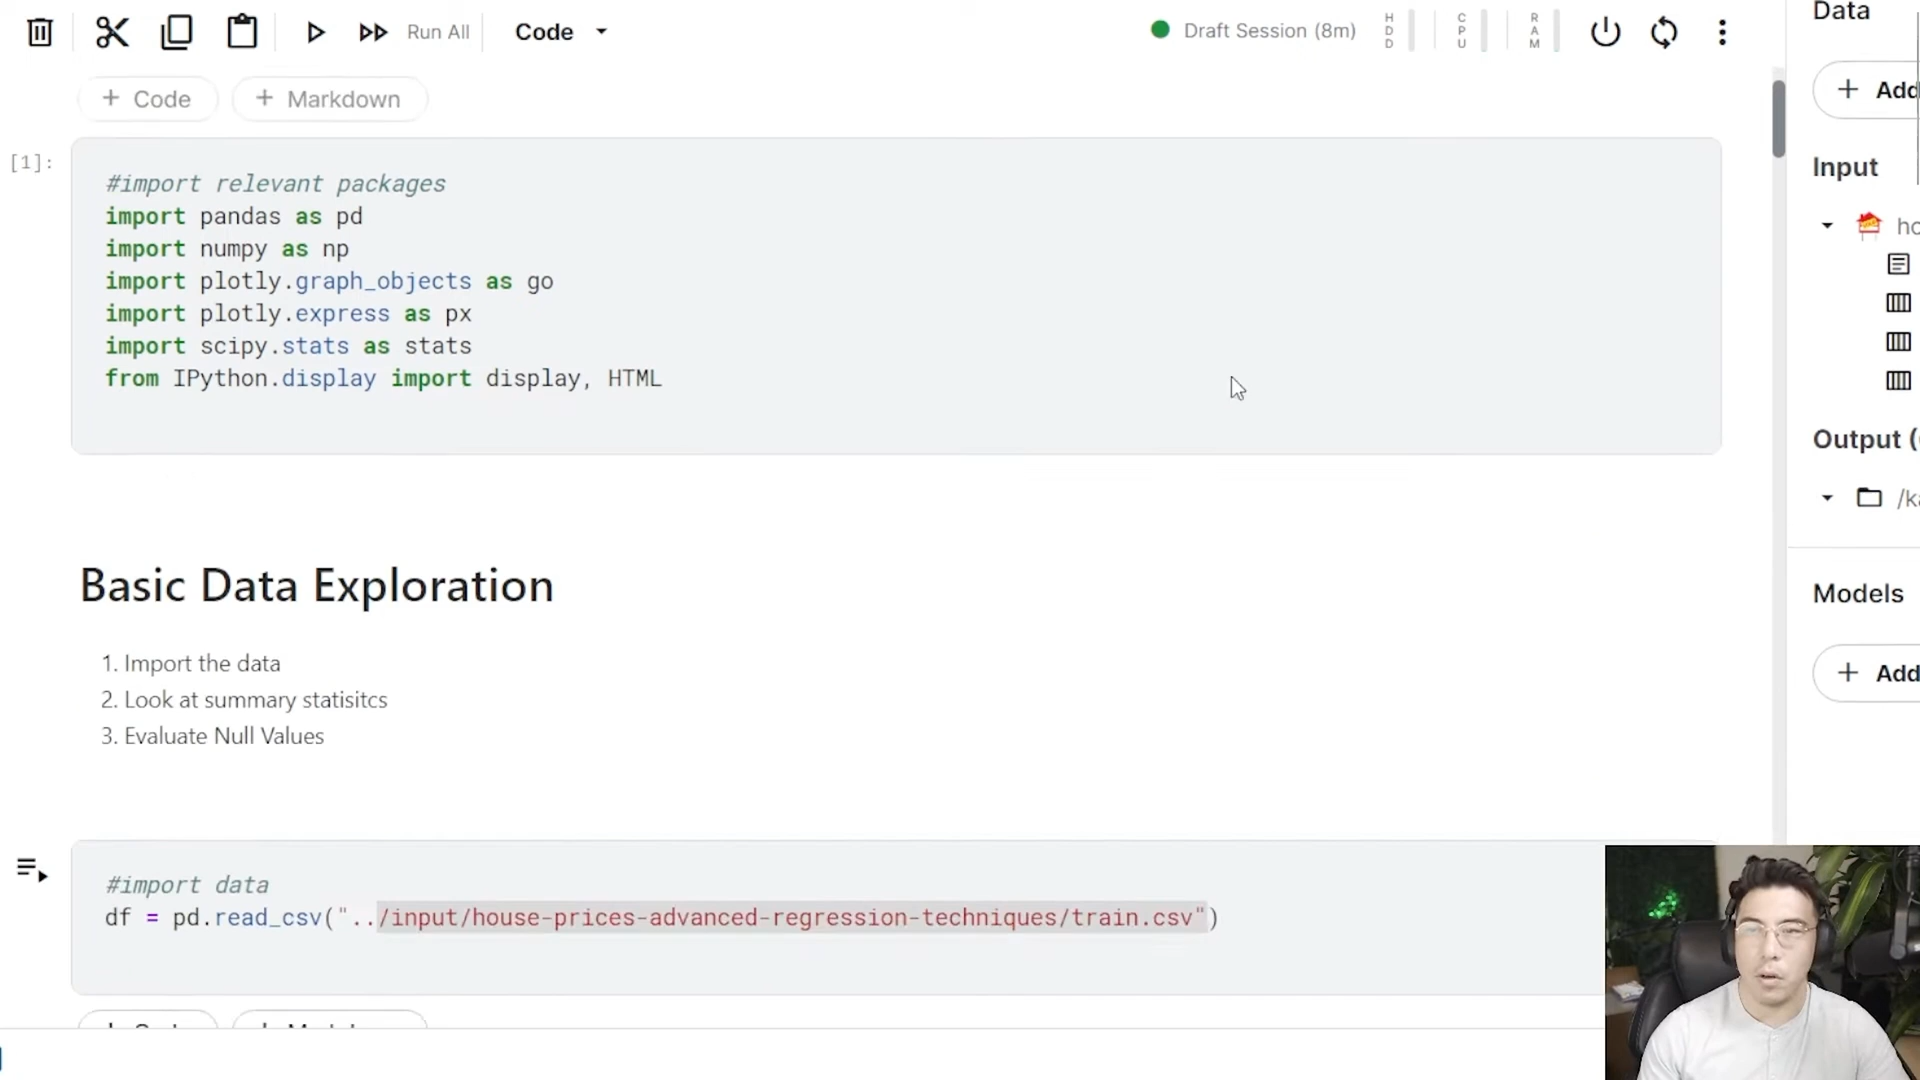 Run All
Code
Draft Session (8m)
HDD
CPU
RAM
Data
+ Code
+ Markdown
+ Add
[1]:
#import relevant packages
import pandas as pd
import numpy as np
import plotly.graph_objects as go
import plotly.express as px
import scipy.stats as stats
from IPython.display import display, HTML
Input
Output (
Models
+ Add
Basic Data Exploration
1. Import the data
2. Look at summary statisitcs
3. Evaluate Null Values
#import data
df = pd.read_csv("../input/house-prices-advanced-regression-techniques/train.csv")